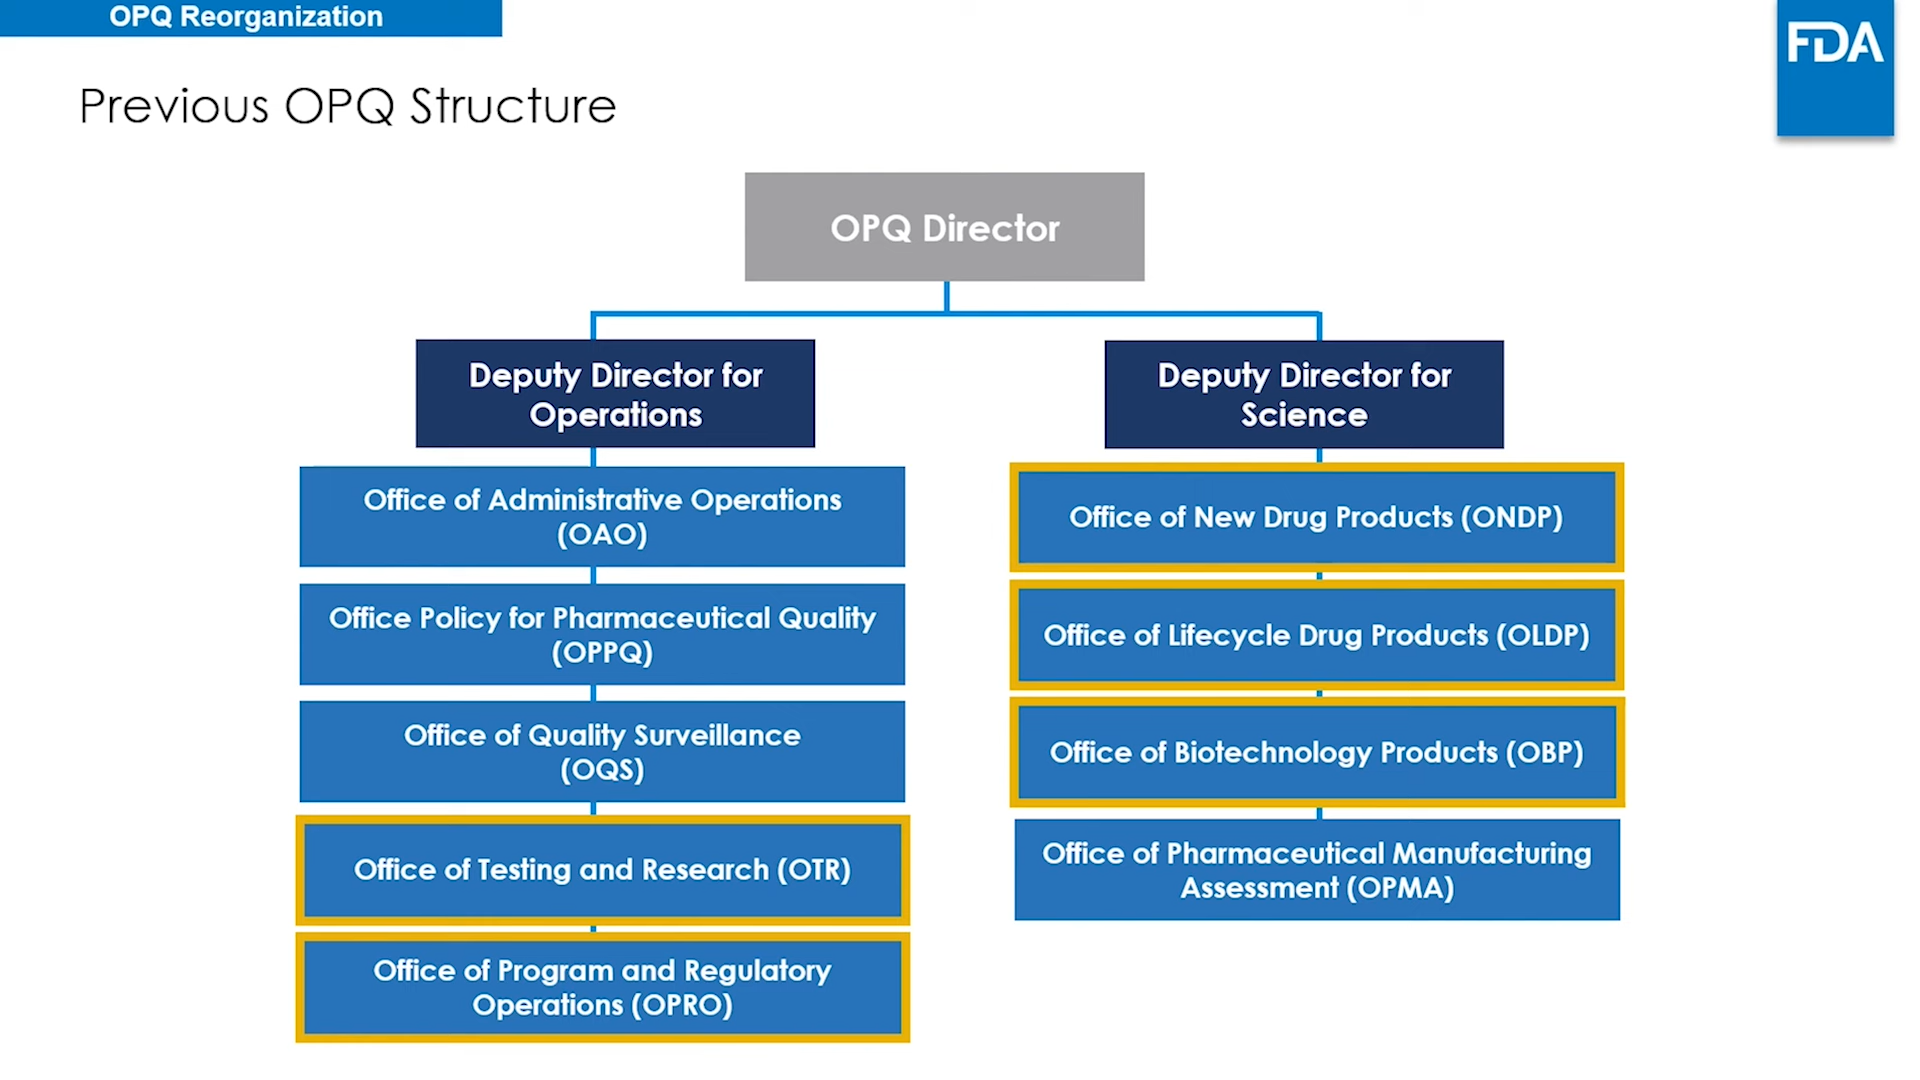 OPQ Reorganization
FDA
Previous OPQ Structure
OPQ Director
Deputy Director for
Operations
Deputy Director for
Science
Office of Administrative Operations
(OAO)
Office Policy for Pharmaceutical Quality
(OPPQ)
Office of Quality Surveillance
(OQS)
Office of Testing and Research (OTR)
Office of Program and Regulatory
Operations (OPRO)
Office of New Drug Products (ONDP)
Office of Lifecycle Drug Products (OLDP)
Office of Biotechnology Products (OBP)
Office of Pharmaceutical Manufacturing
Assessment (OPMA)